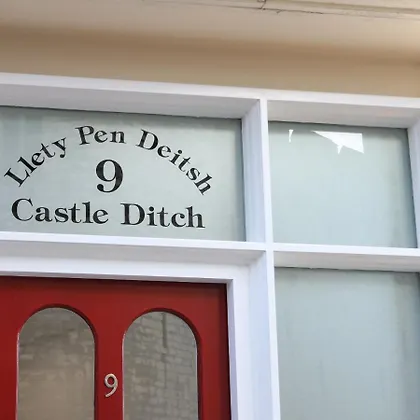 Llety Pen Deitsh
9
Castle Ditch
9